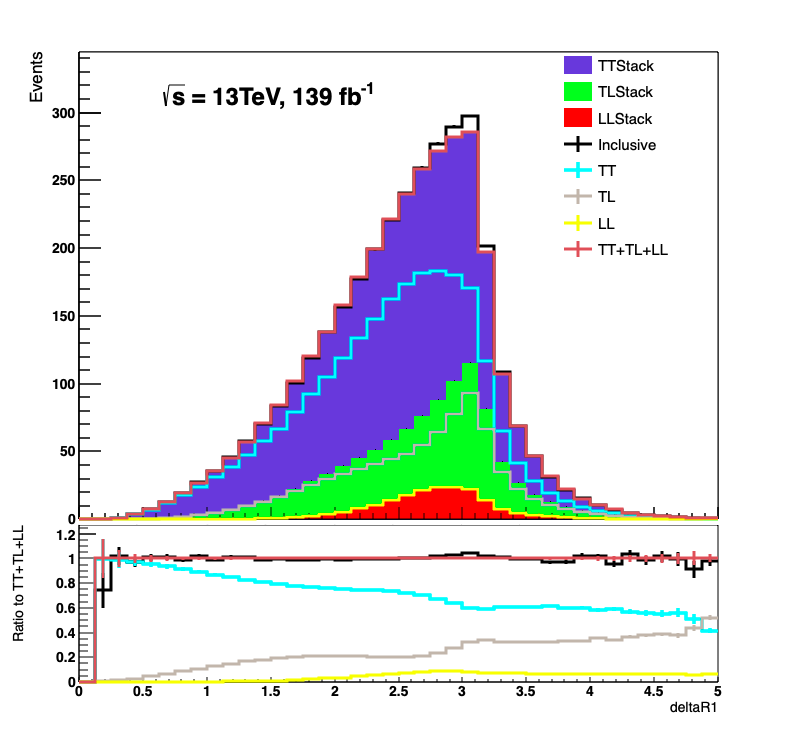 Events
√s = 13TeV, 139 fb-1
TTStack
TLStack
LLStack
Inclusive
TT
TL
LL
TT+TL+LL
300
250
200
150
100
50
0
Ratio to TT+TL+LL
1.2
1
0.8
0.6
0.4
0.2
0
0 0.5 1 1.5 2 2.5 3 3.5 4 4.5 5
deltaR1